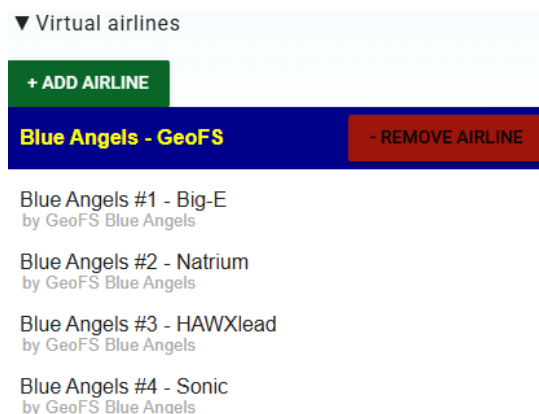 ▼ Virtual airlines
+ ADD AIRLINE
Blue Angels - GeoFS
- REMOVE AIRLINE
Blue Angels #1 - Big-E
by GeoFS Blue Angels
Blue Angels #2 - Natrium
by GeoFS Blue Angels
Blue Angels #3 - HAWXlead
by GeoFS Blue Angels
Blue Angels #4 - Sonic
by GeoFS Blue Angels